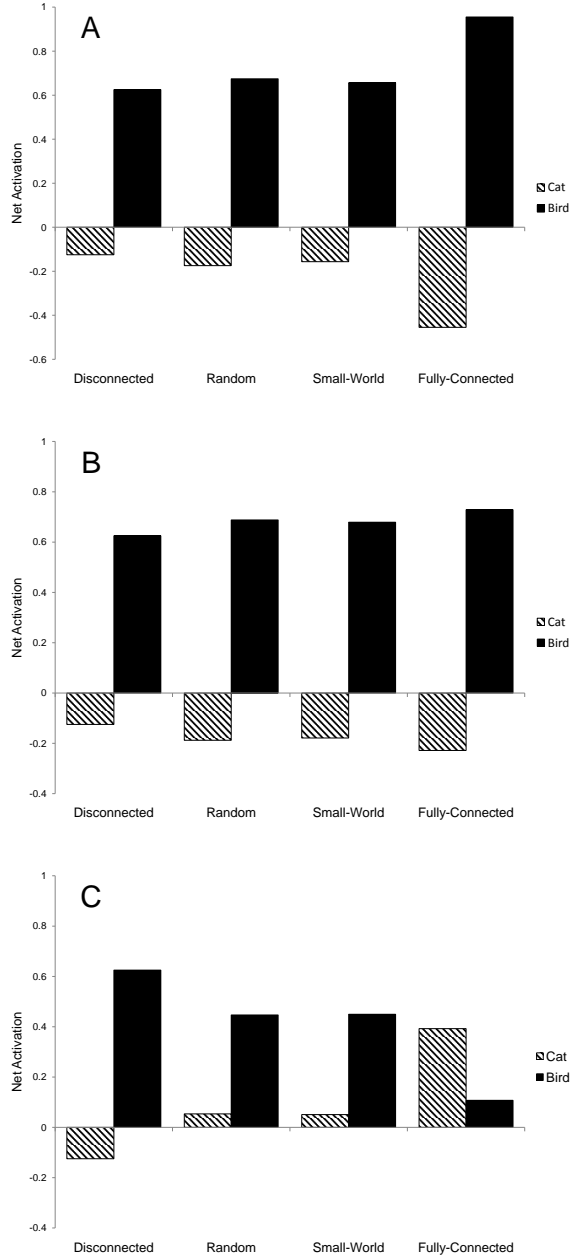 A
1
0.8
0.6
0.4
0.2
0
-0.2
-0.4
-0.6
Net Activation
Cat
Bird
Disconnected Random Small-World Fully-Connected
B
1
0.8
0.6
0.4
0.2
0
-0.2
-0.4
Net Activation
Cat
Bird
Disconnected Random Small-World Fully-Connected
C
1
0.8
0.6
0.4
0.2
0
-0.2
-0.4
Net Activation
Cat
Bird
Disconnected Random Small-World Fully-Connected